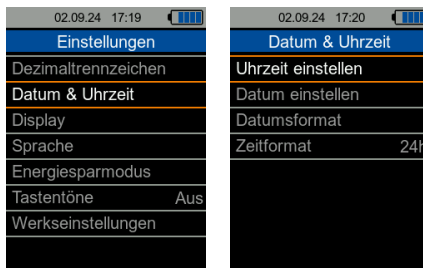 02.09.24 17:19
Einstellungen
Dezimaltrennzeichen
Datum & Uhrzeit
Display
Sprache
Energiesparmodus
Tastentöne Aus
Werkseinstellungen
02.09.24 17:20
Datum & Uhrzeit
Uhrzeit einstellen
Datum einstellen
Datumsformat
Zeitformat 24h